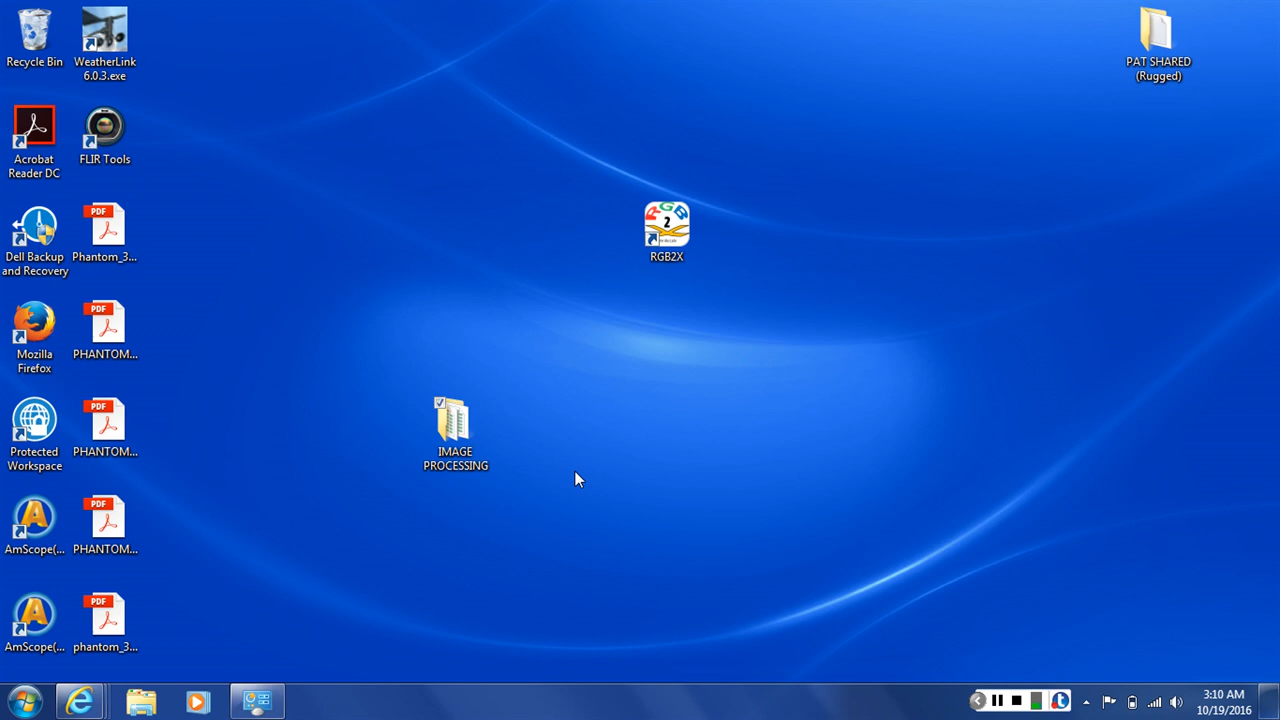 Recycle Bin
WeatherLink
6.0.3.exe
PAT SHARED
(Rugged)
Acrobat
Reader DC
FLIR Tools
RGB
2
RGB2X
Dell Backup
and Recovery
PDF
Phantom_3...
Mozilla
Firefox
PDF
PHANTOM...
Protected
Workspace
PDF
PHANTOM...
IMAGE
PROCESSING
A
AmScope(...
PDF
PHANTOM...
A
AmScope(...
PDF
phantom_3...
3:10 AM
10/19/2016